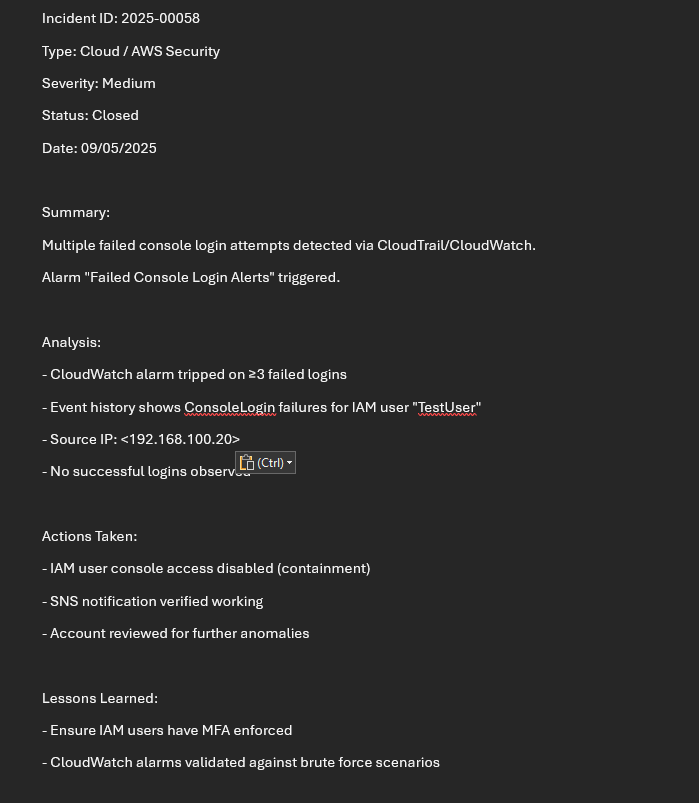 Incident ID: 2025-00058
Type: Cloud / AWS Security
Severity: Medium
Status: Closed
Date: 09/05/2025
Summary:
Multiple failed console login attempts detected via CloudTrail/CloudWatch.
Alarm "Failed Console Login Alerts" triggered.
Analysis:
- CloudWatch alarm tripped on ≥3 failed logins
- Event history shows ConsoleLogin failures for IAM user "TestUser"
- Source IP: <192.168.100.20>
(Ctrl)
- No successful logins observed
Actions Taken:
- IAM user console access disabled (containment)
- SNS notification verified working
- Account reviewed for further anomalies
Lessons Learned:
- Ensure IAM users have MFA enforced
- CloudWatch alarms validated against brute force scenarios